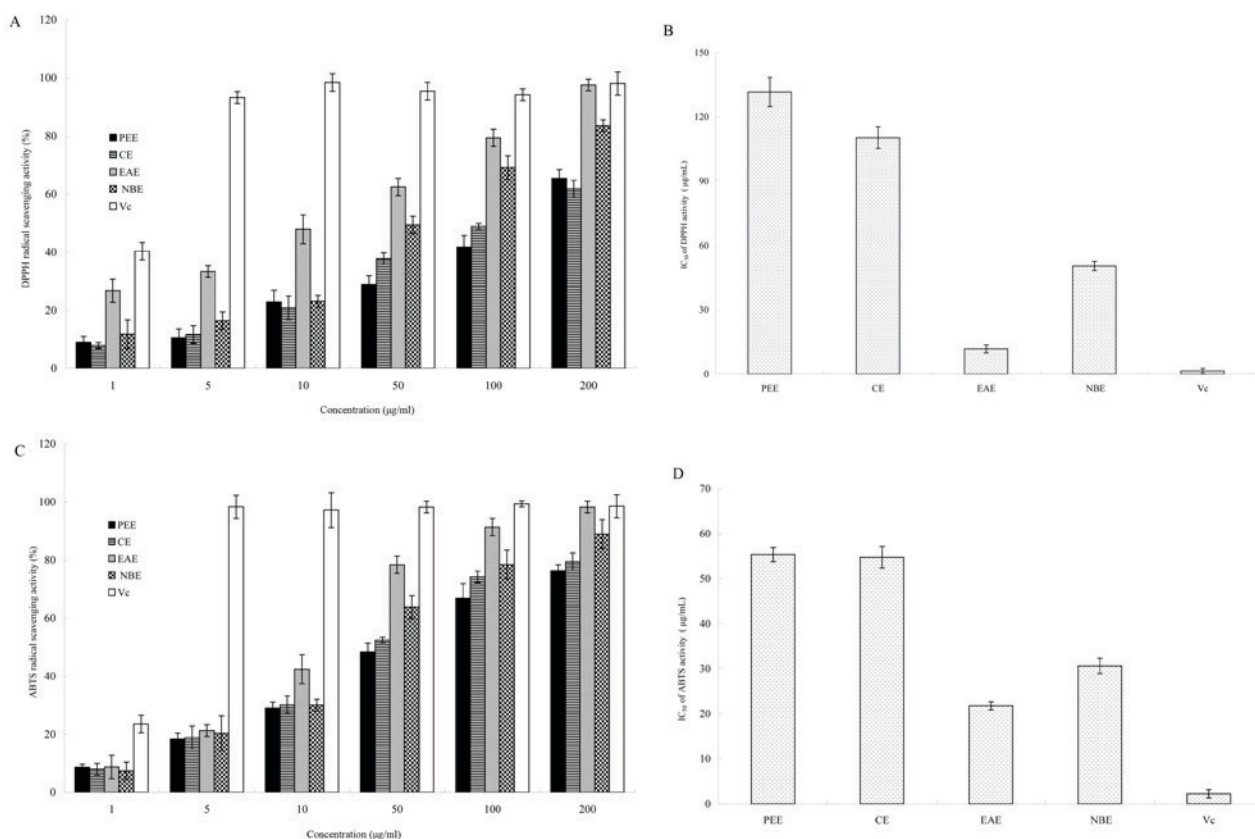 A
DPPH radical scavenging activity (%)
120
100
80
60
40
20
0
PEE
CE
EAE
NBE
Vc
1 5 10 50 100 200
Concentration (µg/ml)
B
IC50 of DPPH activity ( µg/mL)
150
120
90
60
30
0
PEE CE EAE NBE Vc
C
ABTS radical scavenging activity (%)
120
100
80
60
40
20
0
PEE
CE
EAE
NBE
Vc
1 5 10 50 100 200
Concentration (µg/ml)
D
IC50 of ABTS activity ( µg/mL)
70
60
50
40
30
20
10
0
PEE CE EAE NBE Vc